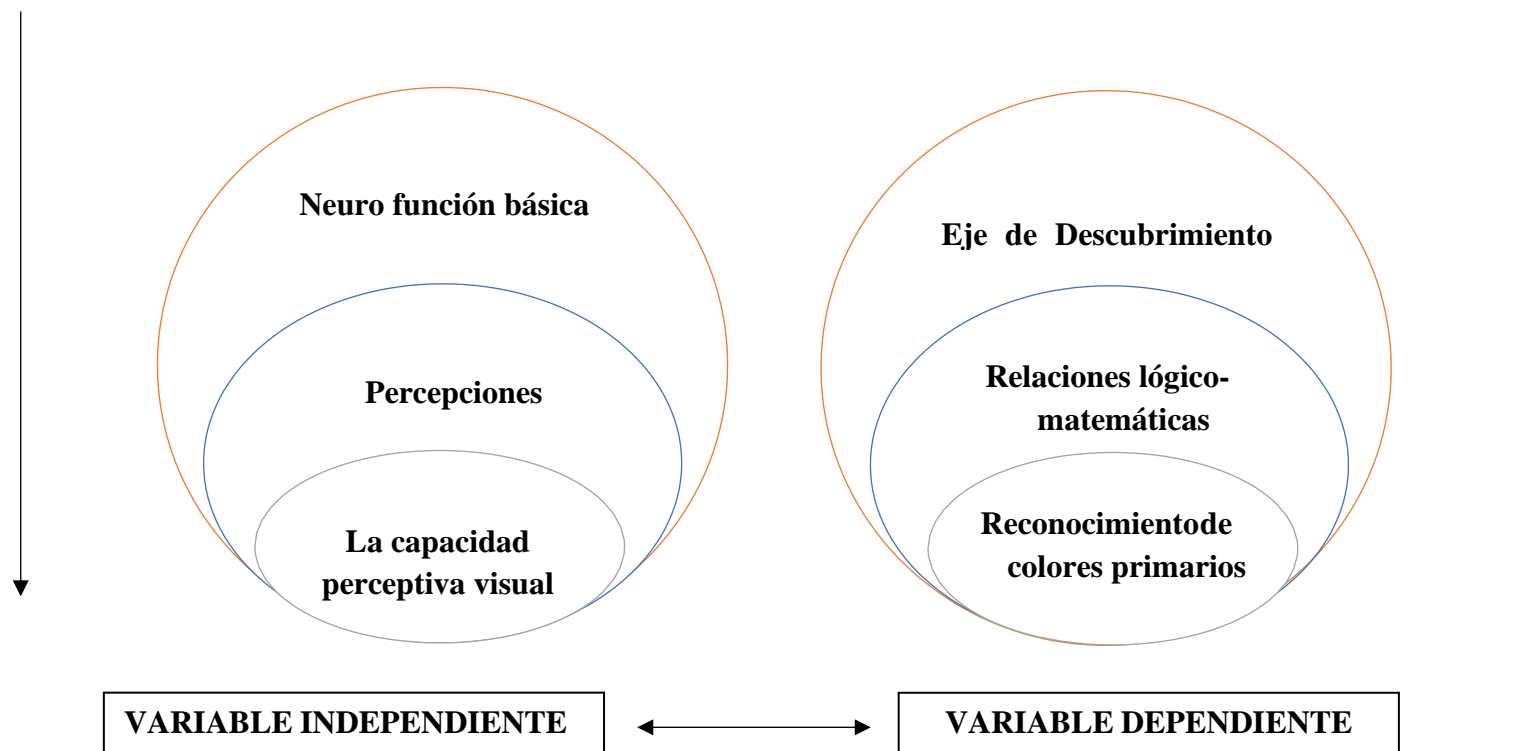 Neuro función básica
Percepciones
La capacidad
perceptiva visual
VARIABLE INDEPENDIENTE
Eje de Descubrimiento
Relaciones lógico-
matemáticas
Reconocimientode
colores primarios
VARIABLE DEPENDIENTE